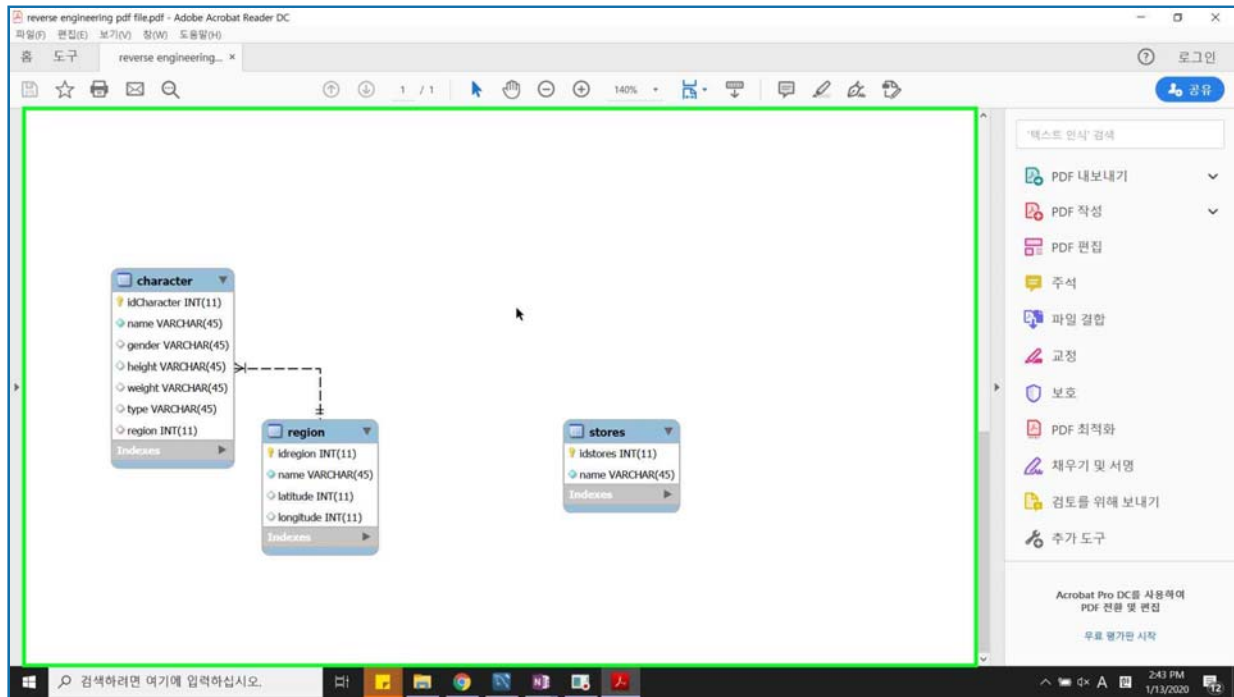 reverse engineering pdf file.pdf - Adobe Acrobat Reader DC
파일(F) 편집(E) 보기(V) 창(W) 도움말(H)
홈 도구 reverse engineering... ×
로그인
1 / 1 140%
공유
'텍스트 인식' 검색
PDF 내보내기
PDF 작성
PDF 편집
주석
파일 결합
교정
보호
PDF 최적화
채우기 및 서명
검토를 위해 보내기
추가 도구
Acrobat Pro DC를 사용하여
PDF 전환 및 편집
무료 평가판 시작
character
idCharacter INT(11)
name VARCHAR(45)
gender VARCHAR(45)
height VARCHAR(45)
weight VARCHAR(45)
type VARCHAR(45)
region INT(11)
Indexes
region
idregion INT(11)
name VARCHAR(45)
latitude INT(11)
longitude INT(11)
Indexes
stores
idstores INT(11)
name VARCHAR(45)
Indexes
검색하려면 여기에 입력하십시오.
A
2:43 PM
1/13/2020
12